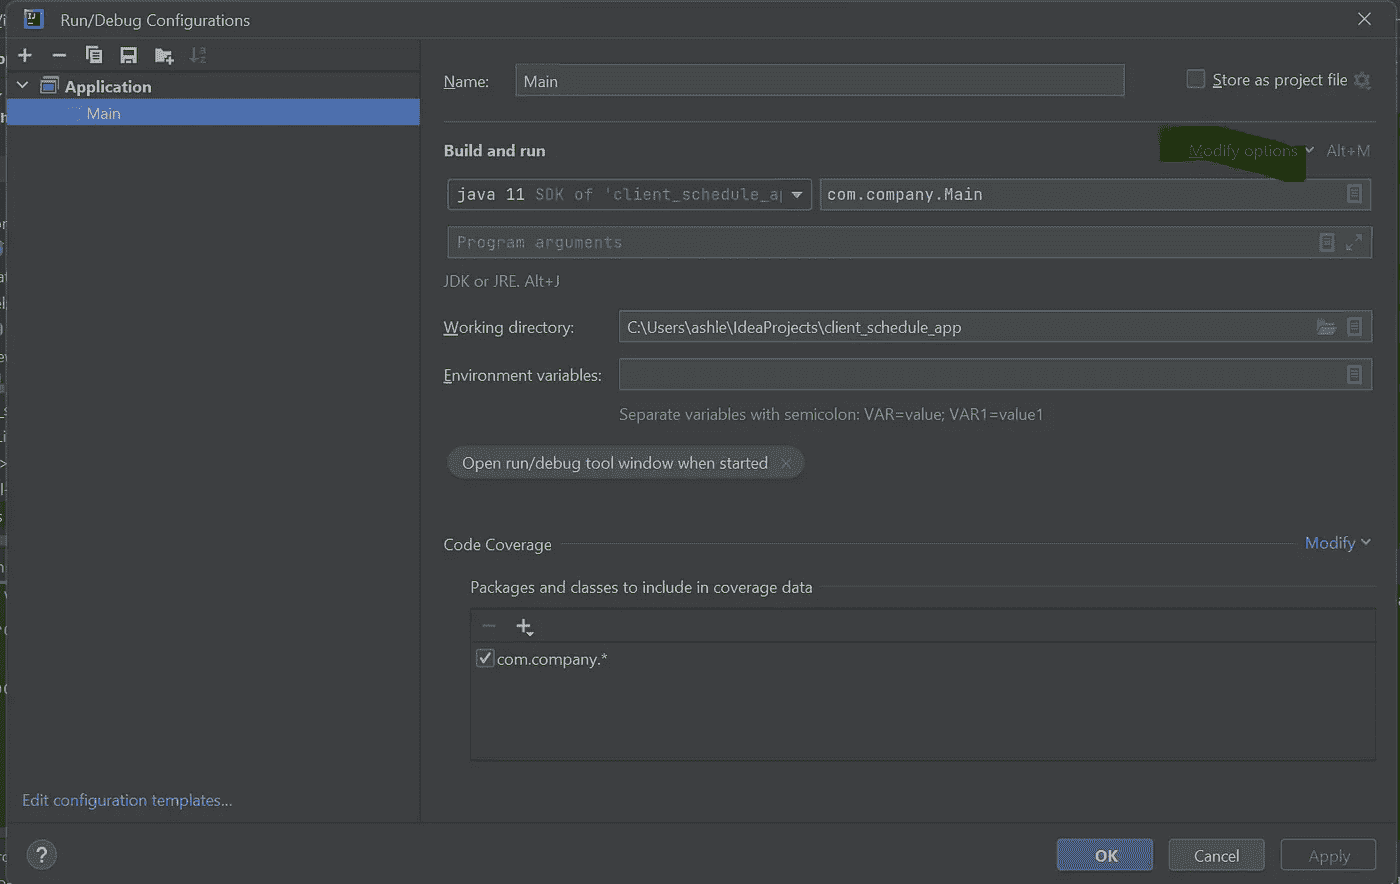 Run/Debug Configurations
Application
Main
Name: Main Store as project file
Build and run Modify options Alt+M
java 11 SDK of 'client_schedule_ap com.company.Main
Program arguments
JDK or JRE. Alt+J
Working directory: C:\Users\ashle\IdeaProjects\client_schedule_app
Environment variables:
Separate variables with semicolon: VAR=value; VAR1=value1
Open run/debug tool window when started
Code Coverage Modify
Packages and classes to include in coverage data
com.company.*
Edit configuration templates...
? OK Cancel Apply